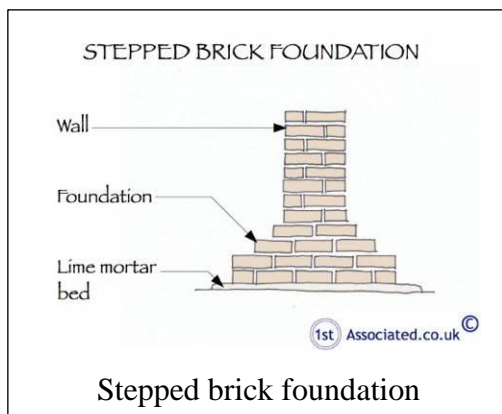 STEPPED BRICK FOUNDATION
Wall
Foundation
Lime mortar
bed
1st Associated.co.uk ©
Stepped brick foundation